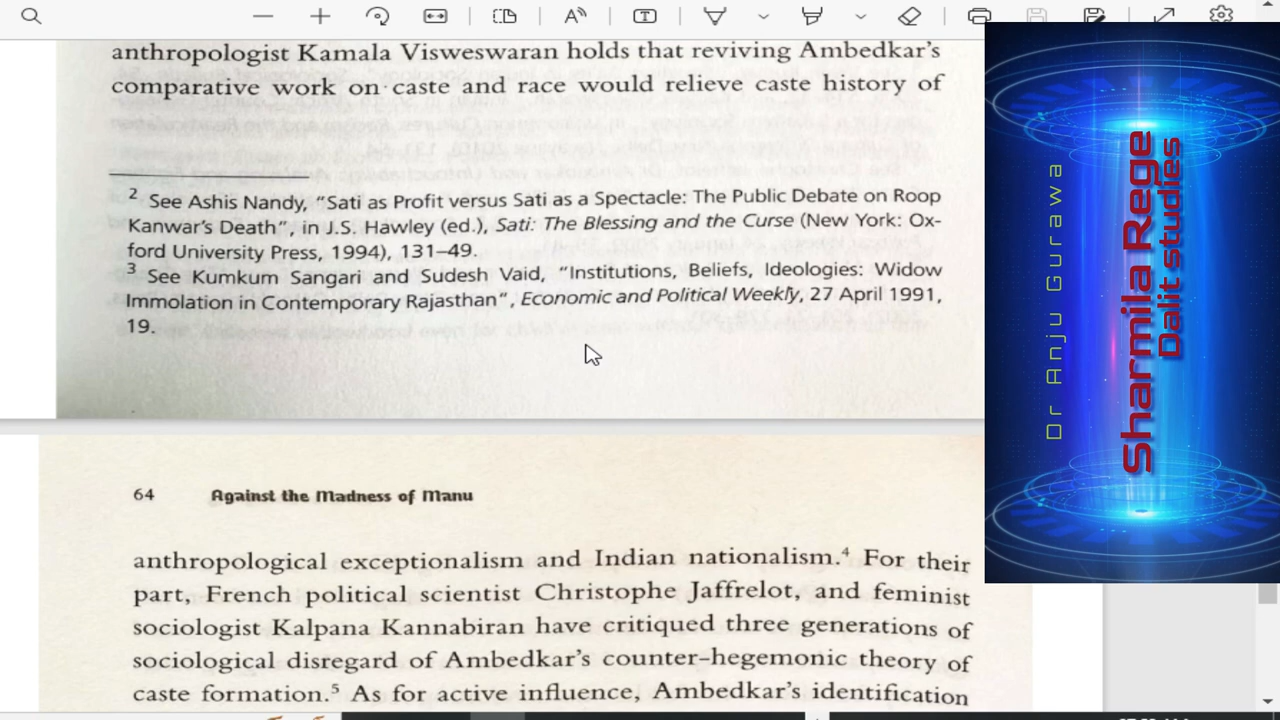 anthropologist Kamala Visweswaran holds that reviving Ambedkar's
comparative work on caste and race would relieve caste history of
2 See Ashis Nandy, "Sati as Profit versus Sati as a Spectacle: The Public Debate on Roop
Kanwar's Death", in J.S. Hawley (ed.), Sati: The Blessing and the Curse (New York: Ox-
ford University Press, 1994), 131–49.
3 See Kumkum Sangari and Sudesh Vaid, "Institutions, Beliefs, Ideologies: Widow
Immolation in Contemporary Rajasthan", Economic and Political Weekly, 27 April 1991,
19.
64 Against the Madness of Manu
anthropological exceptionalism and Indian nationalism.4 For their
part, French political scientist Christophe Jaffrelot, and feminist
sociologist Kalpana Kannabiran have critiqued three generations of
sociological disregard of Ambedkar's counter-hegemonic theory of
caste formation.5 As for active influence, Ambedkar's identification
Dr Anju Gurawa
Sharmila Rege
Dalit studies